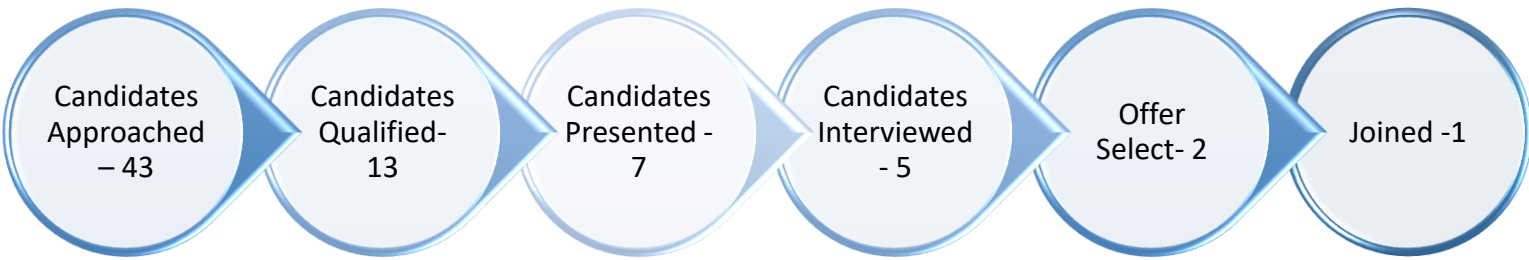 Candidates
Approached
– 43
Candidates
Qualified-
13
Candidates
Presented -
7
Candidates
Interviewed
- 5
Offer
Select- 2
Joined -1